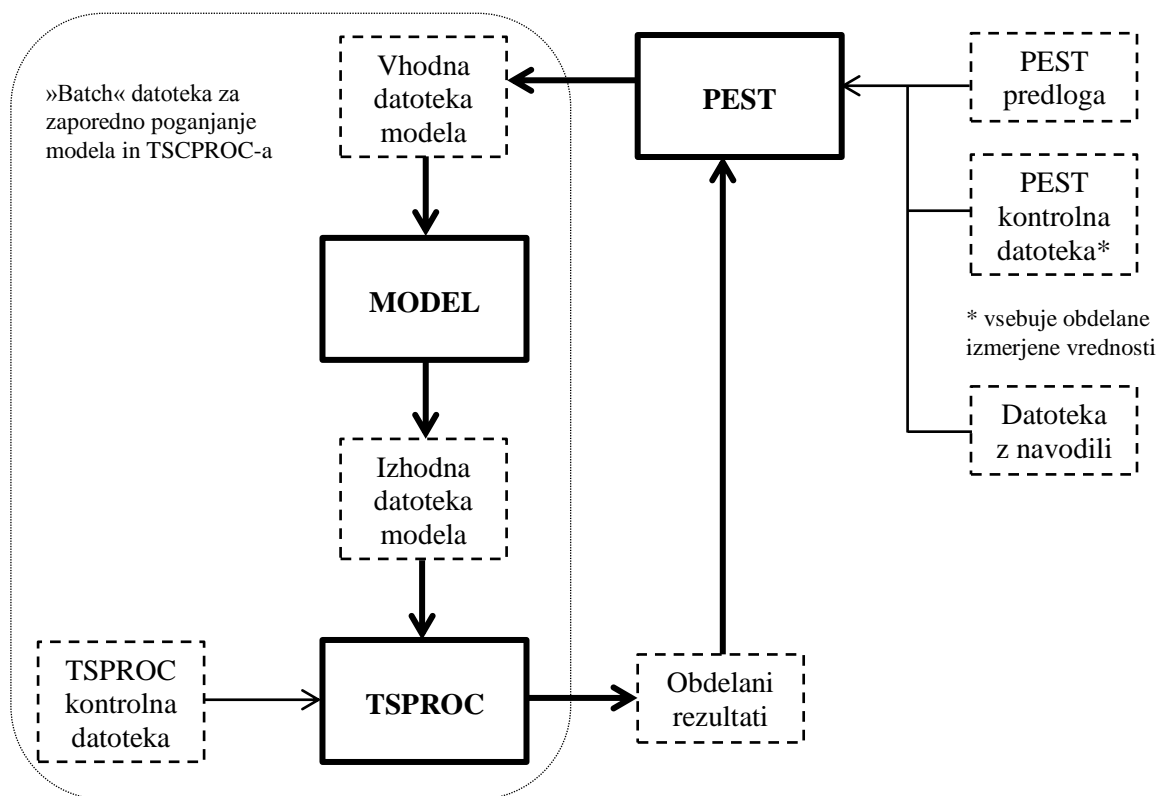 »Batch« datoteka za
zaporedno poganjanje
modela in TSCPROC-a
Vhodna
datoteka
modela
PEST
PEST
predloga
PEST
kontrolna
datoteka*
* vsebuje obdelane
izmerjene vrednosti
Datoteka
z navodili
MODEL
Izhodna
datoteka
modela
TSPROC
kontrolna
datoteka
TSPROC
Obdelani
rezultati